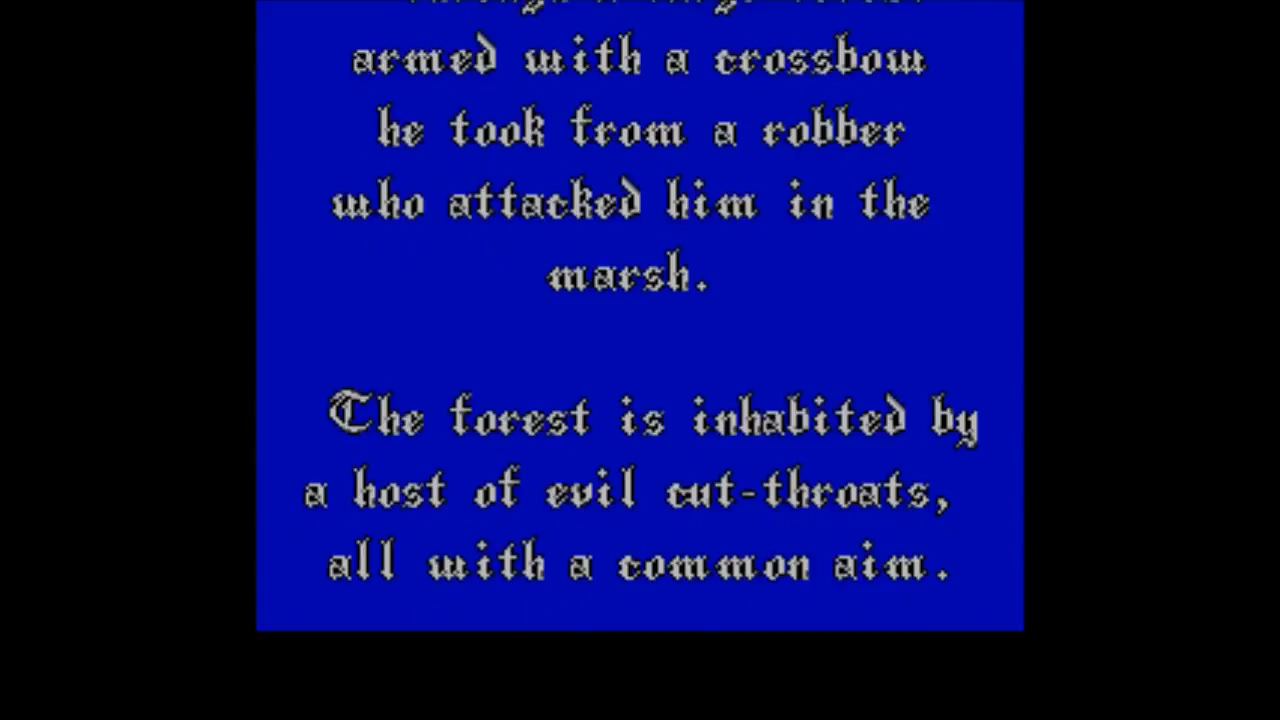 armed with a crossbow
he took from a robber
who attacked him in the
marsh.
The forest is inhabited by
a host of evil cut-throats,
all with a common aim.